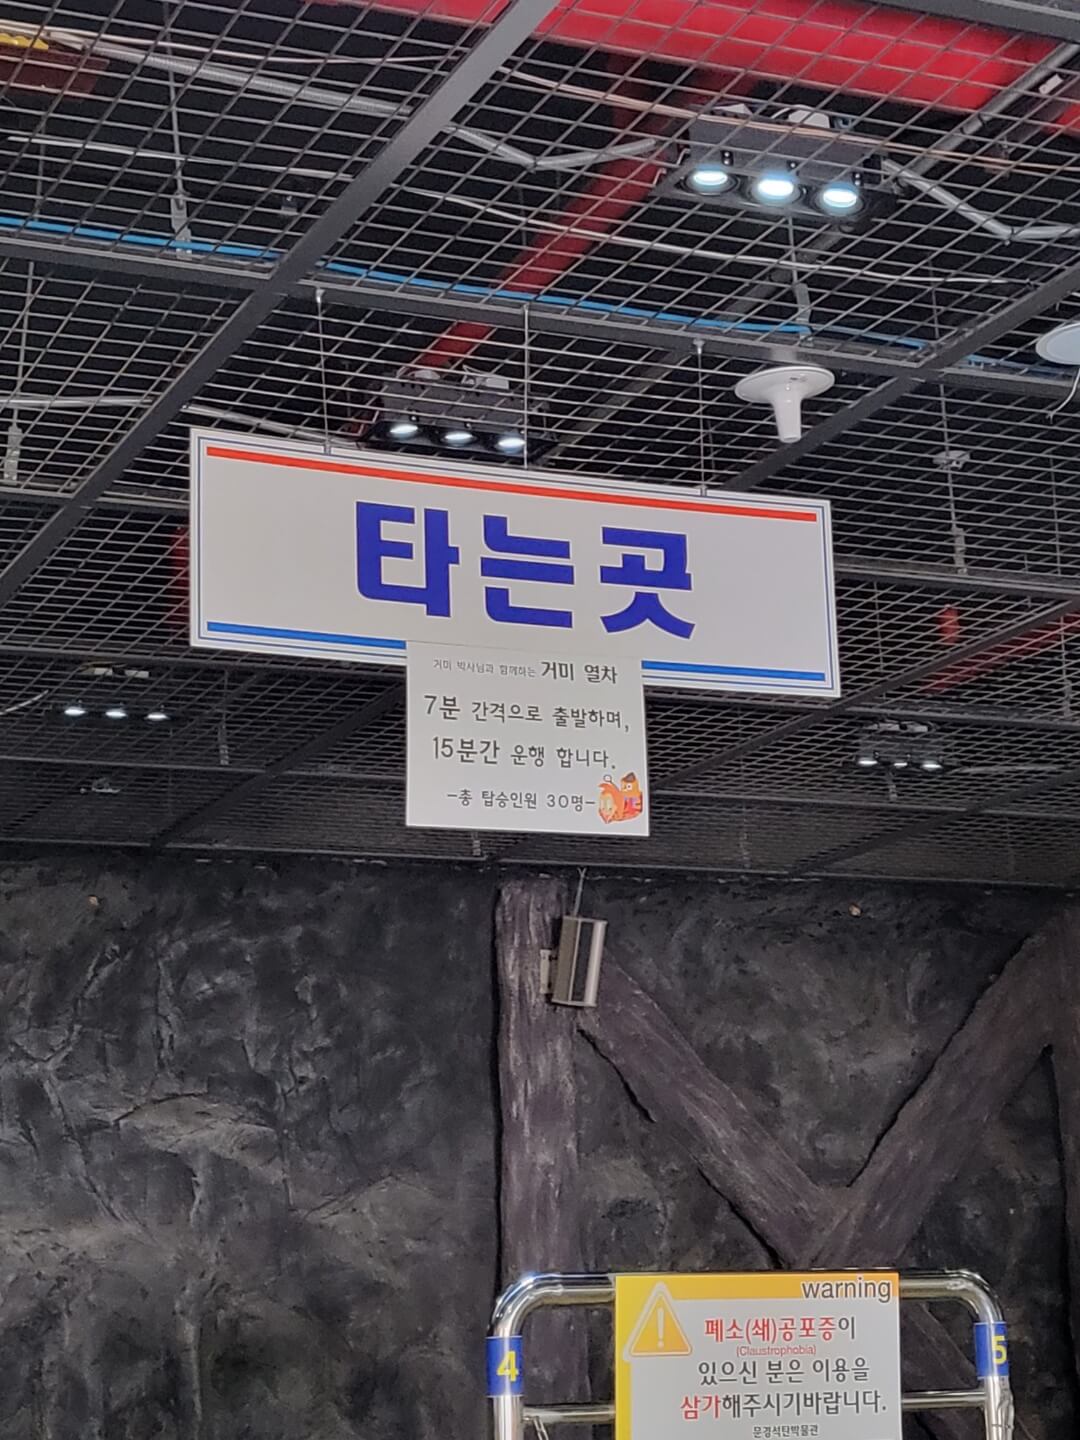 타는곳
거미 박사님과 함께하는 거미 열차
7분 간격으로 출발하며,
15분간 운행 합니다.
-총 탑승인원 30명-
warning
폐소(쇄)공포증이
(Claustrophobia)
있으신 분은 이용을
삼가해주시기바랍니다.
문경석탄박물관
4
5